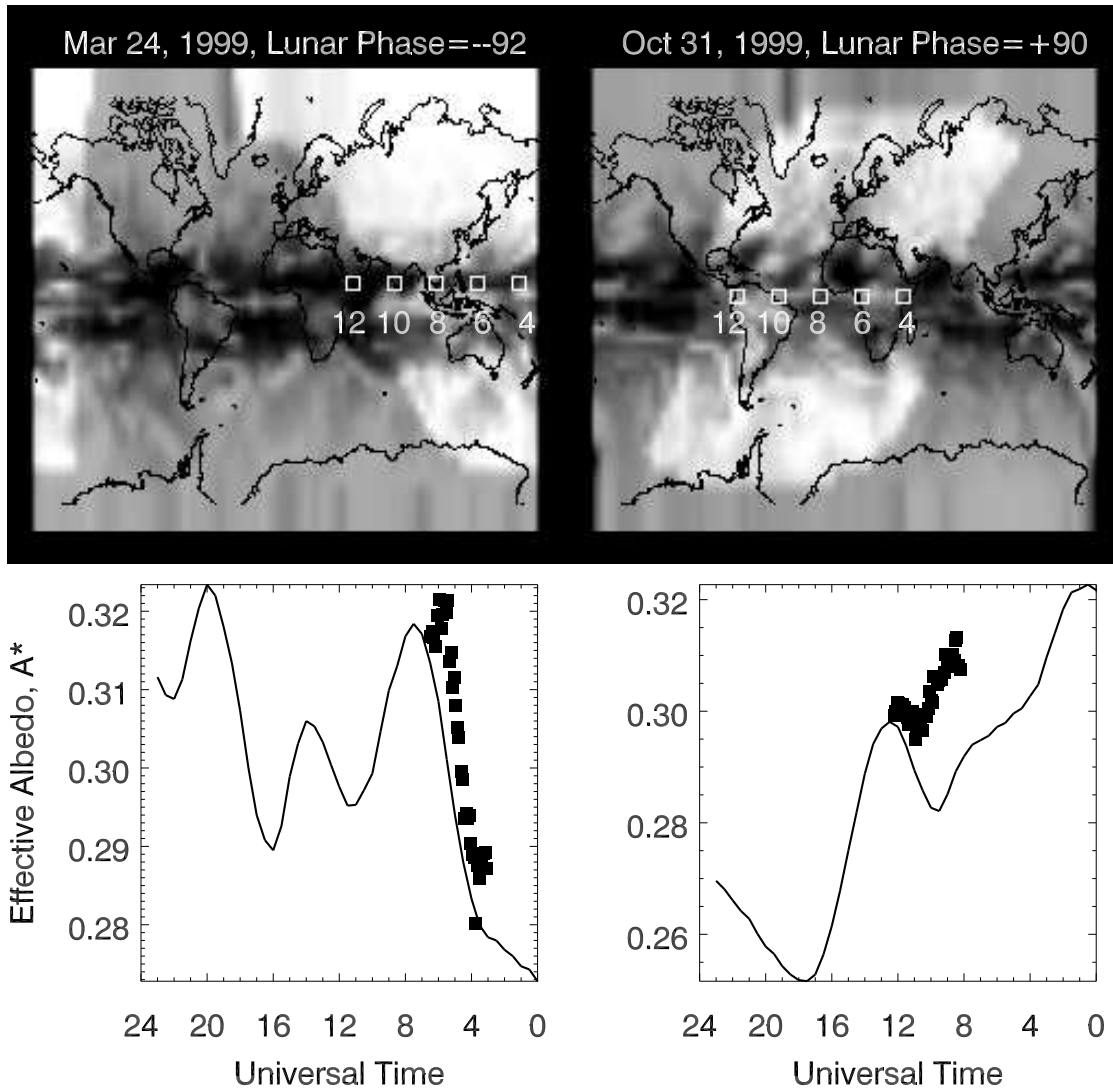 Mar 24, 1999, Lunar Phase=--92
Oct 31, 1999, Lunar Phase=+90
12 10 8 6 4
12 10 8 6 4
Effective Albedo, A*
0.32
0.31
0.30
0.29
0.28
24 20 16 12 8 4 0
Universal Time
0.32
0.30
0.28
0.26
24 20 16 12 8 4 0
Universal Time